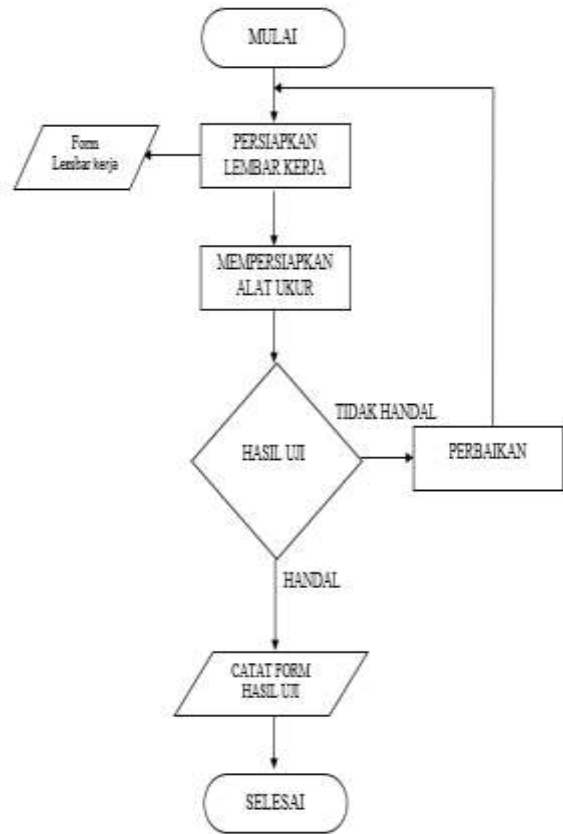 MULAI
Form
Lembar kerja
PERSIAPKAN
LEMBAR KERJA
MEMPERSIAPKAN
ALAT UKUR
TIDAK HANDAL
HASIL UJI
PERBAIKAN
HANDAL
CATAT FORM
HASIL UJI
SELESAI